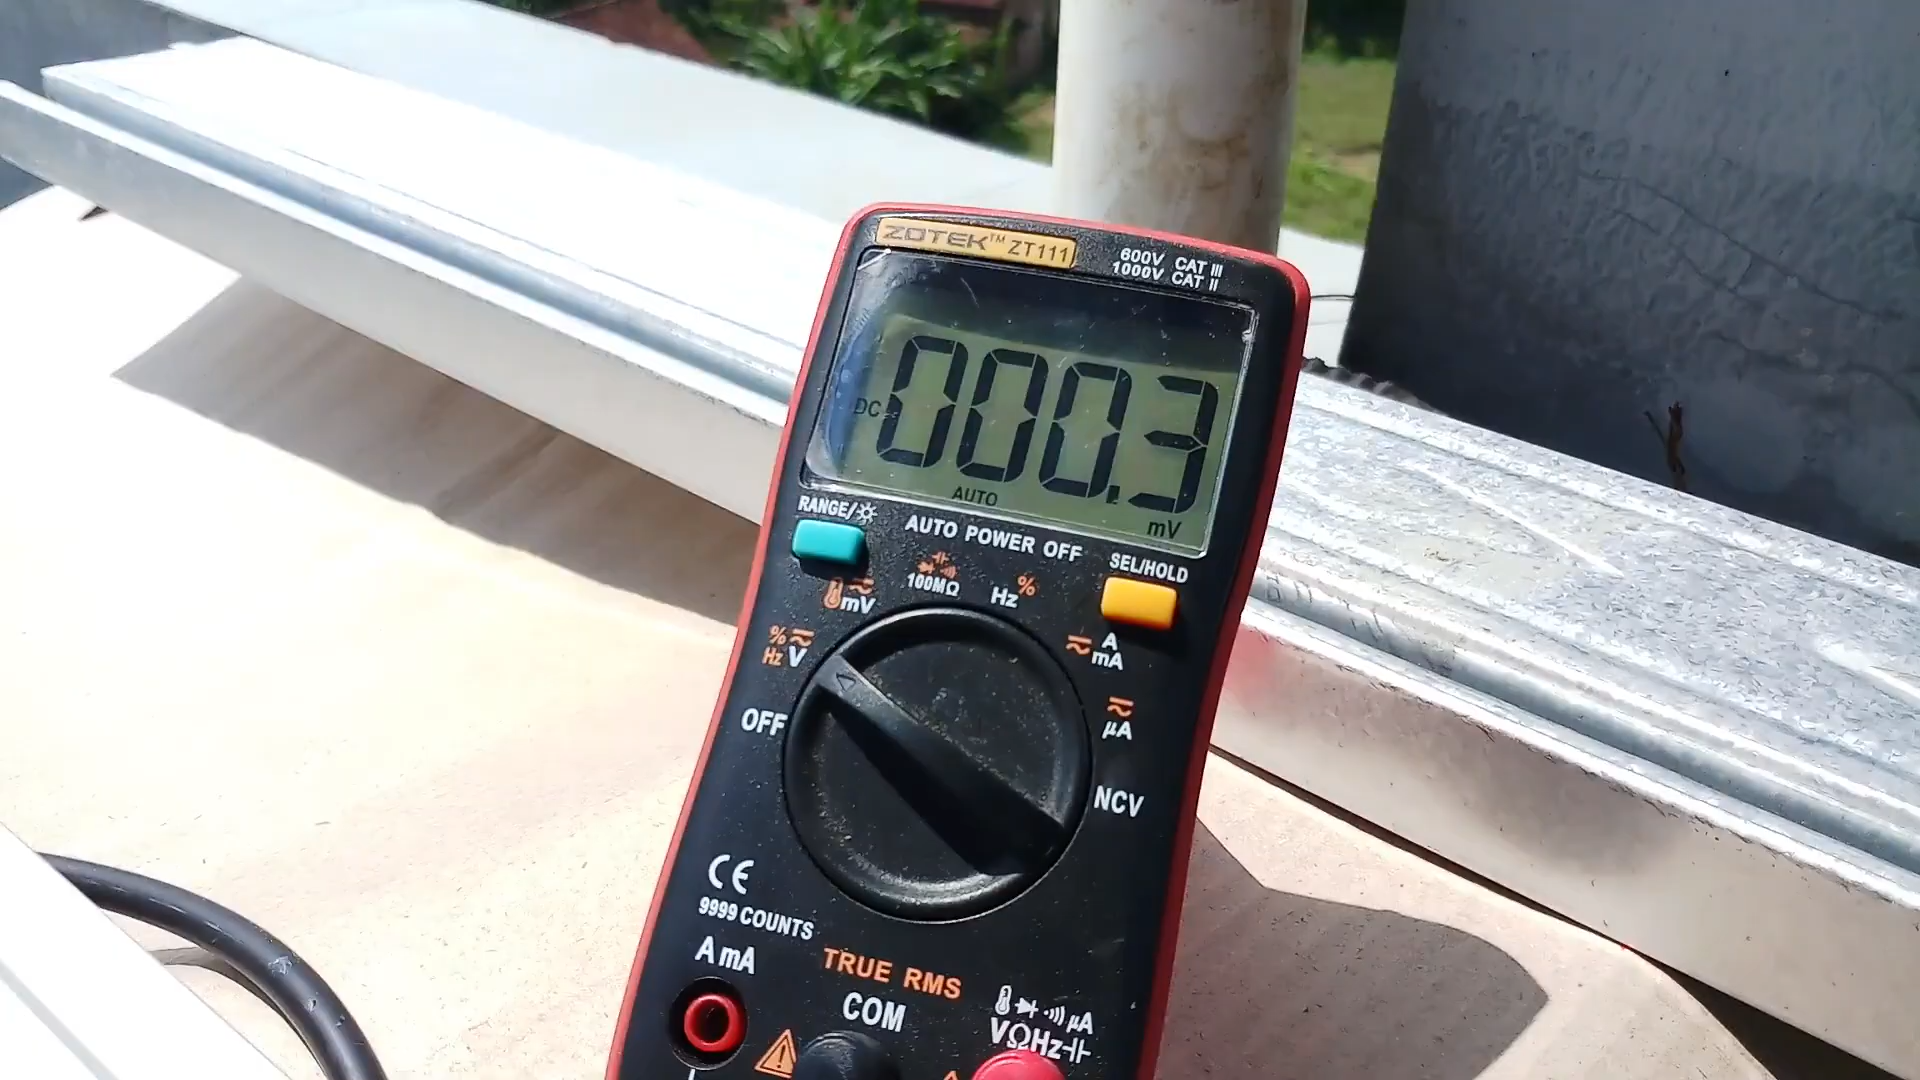 ZOTEK™ ZT111
600V CAT III
1000V CAT II
DC
000.3
AUTO
mV
RANGE/
AUTO POWER OFF
SEL/HOLD
mV
100MΩ
Hz %
% Hz V
A mA
OFF
µA
NCV
CE
9999 COUNTS
A mA
TRUE RMS
COM
µA
VΩHz